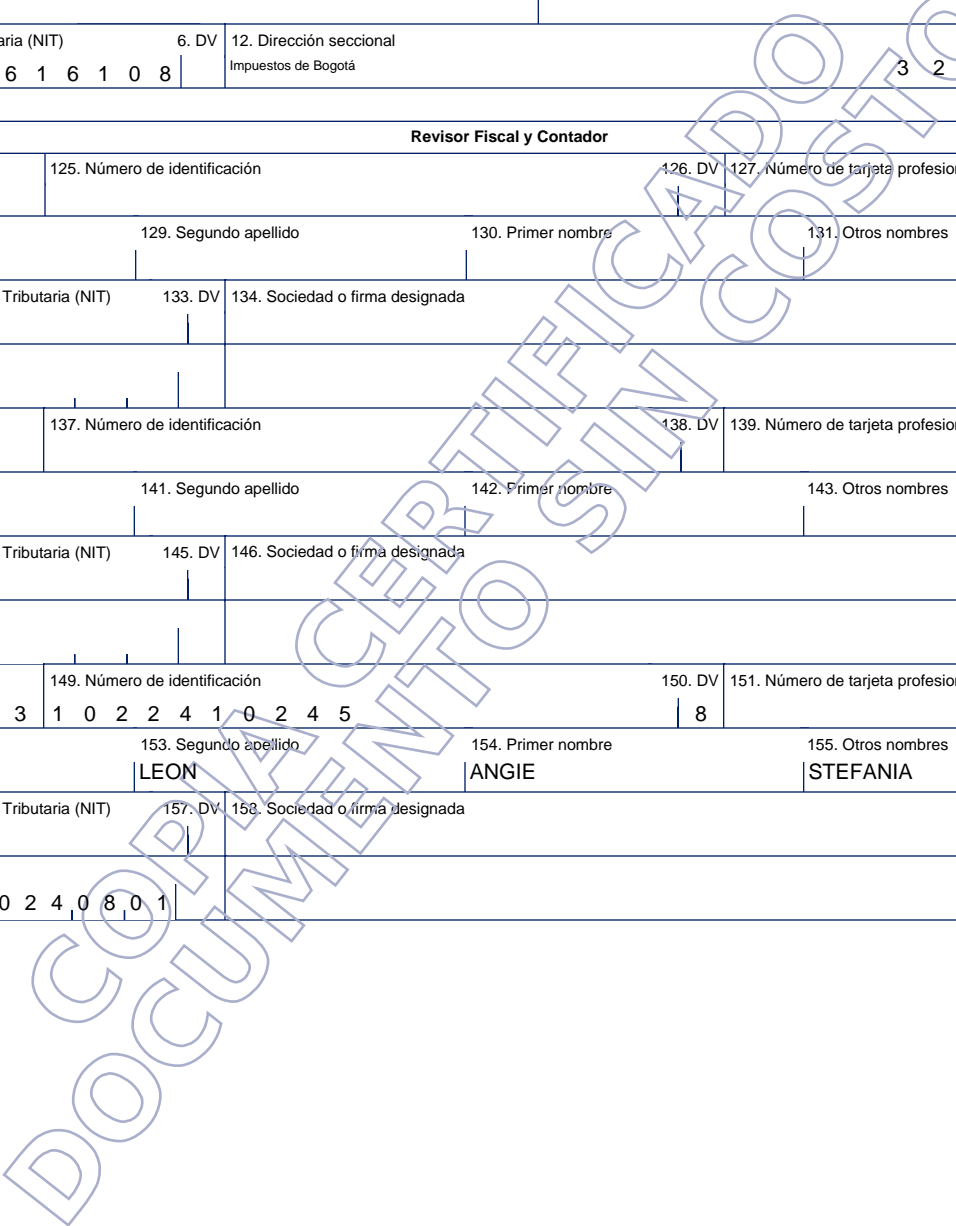 aria (NIT) 6. DV 12. Dirección seccional
6 1 6 1 0 8 Impuestos de Bogotá 3 2
Revisor Fiscal y Contador
125. Número de identificación 126. DV 127. Número de tarjeta profesion
129. Segundo apellido 130. Primer nombre 131. Otros nombres
Tributaria (NIT) 133. DV 134. Sociedad o firma designada
137. Número de identificación 138. DV 139. Número de tarjeta profesion
141. Segundo apellido 142. Primer nombre 143. Otros nombres
Tributaria (NIT) 145. DV 146. Sociedad o firma designada
149. Número de identificación 150. DV 151. Número de tarjeta profesion
3 1 0 2 2 4 1 0 2 4 5 8
153. Segundo apellido 154. Primer nombre 155. Otros nombres
LEON ANGIE STEFANIA
Tributaria (NIT) 157. DV 158. Sociedad o firma designada
0 2 4 0 8 0 1
COPIA CERTIFICADO
DOCUMENTO SIN COSTO